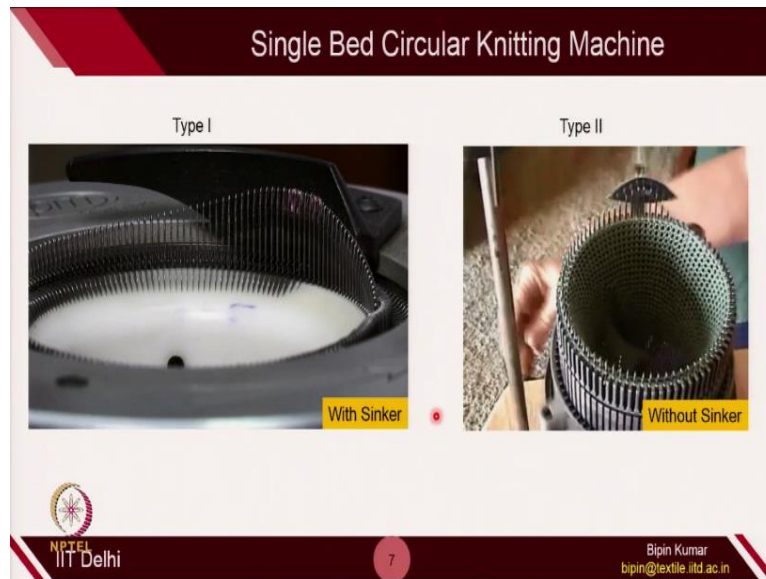 Single Bed Circular Knitting Machine
Type I
Type II
With Sinker
Without Sinker
NPTEL
IIT Delhi
7
Bipin Kumar
bipin@textile.iitd.ac.in